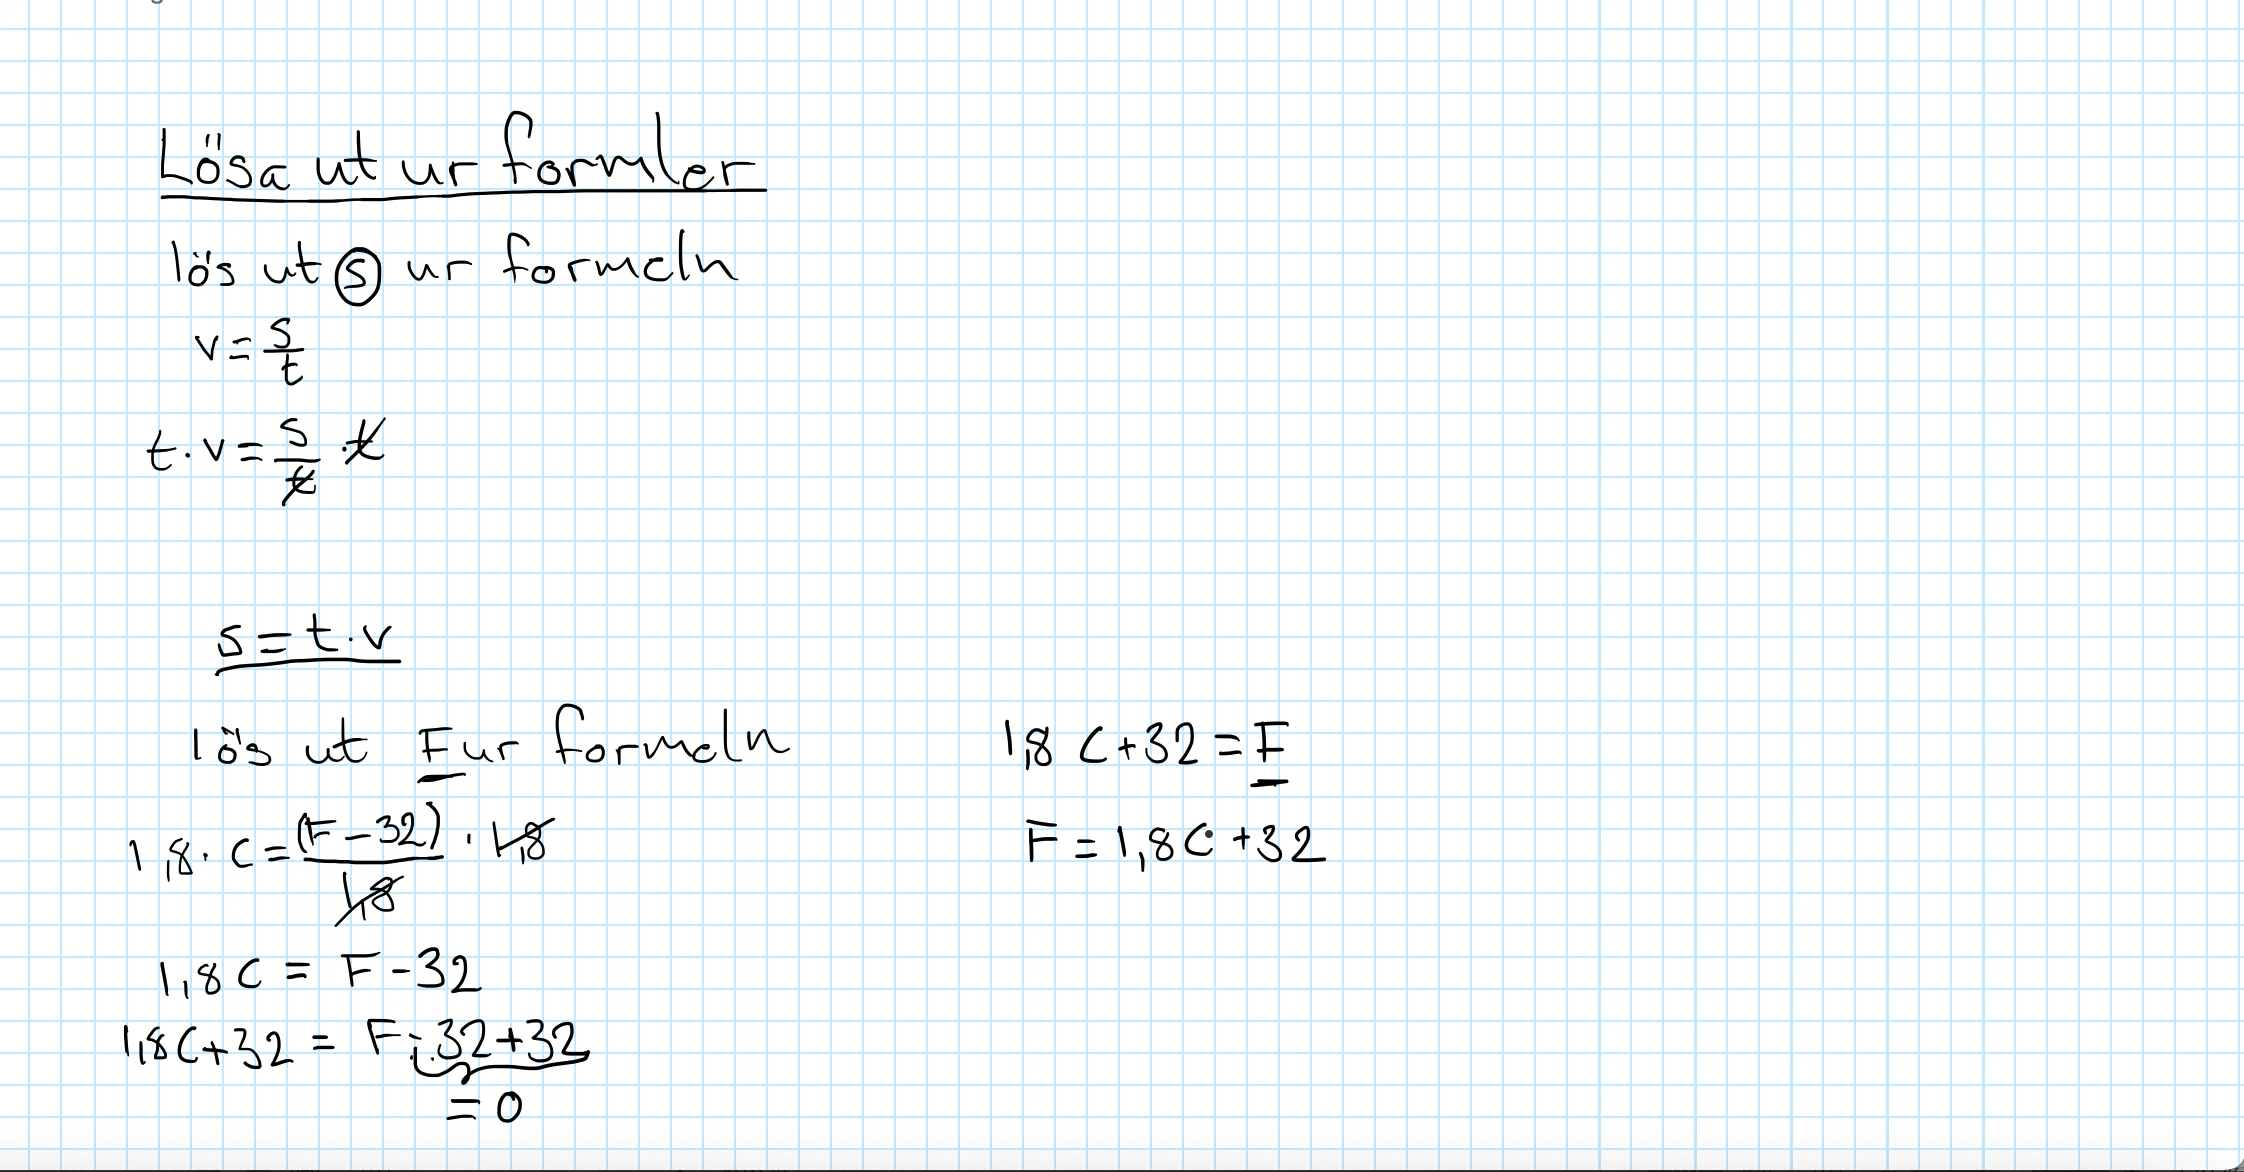 Lösa ut ur formler
lös ut s ur formeln
v = s/t
t · v = s/t · t
s = t · v
lös ut F ur formeln
1,8 · C = (F - 32)/1,8 · 1,8
1,8 C = F - 32
1,8C + 32 = F - 32 + 32
= 0
1,8 C + 32 = F
F = 1,8C + 32